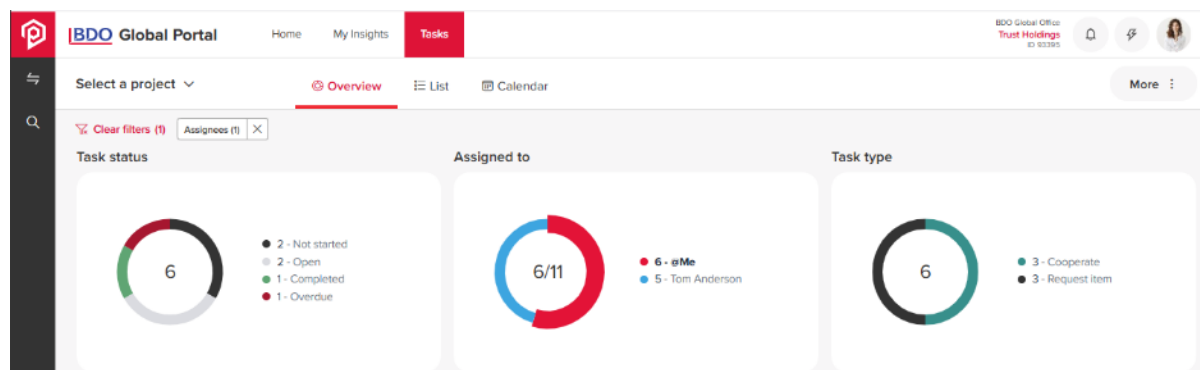 BDO Global Portal
Home
My Insights
Tasks
BDO Global Office
Trust Holdings
ID 93395
Select a project
Overview
List
Calendar
More
Clear filters (1)
Assignees (1)
Task status
Assigned to
Task type
6
2 - Not started
2 - Open
1 - Completed
1 - Overdue
6/11
6 - @Me
5 - Tom Anderson
6
3 - Cooperate
3 - Request item